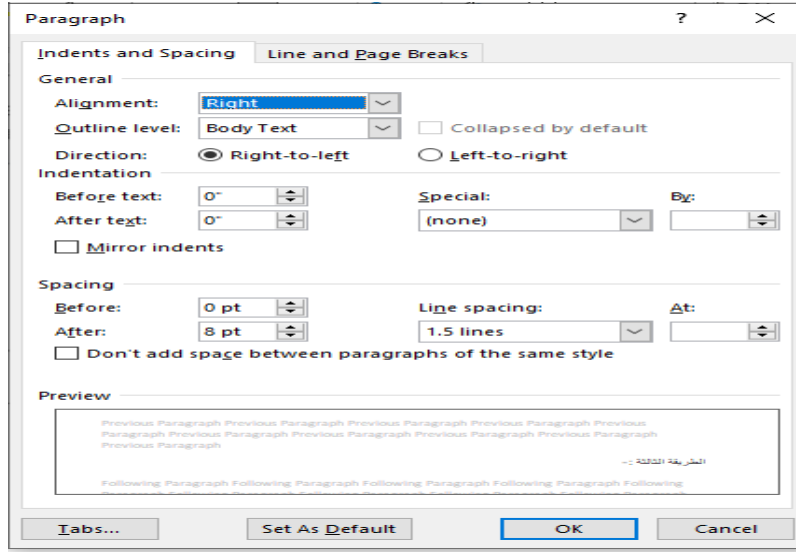 Paragraph ?
Indents and Spacing Line and Page Breaks
General
Alignment: Right
Outline level: Body Text Collapsed by default
Direction: Right-to-left Left-to-right
Indentation
Before text: 0" Special: By:
After text: 0" (none)
Mirror indents
Spacing
Before: 0 pt Line spacing: At:
After: 8 pt 1.5 lines
Don't add space between paragraphs of the same style
Preview
Previous Paragraph Previous Paragraph Previous Paragraph Previous Paragraph Previous
Paragraph Previous Paragraph Previous Paragraph Previous Paragraph Previous Paragraph
Previous Paragraph
الطريقة الثالثة :-
Following Paragraph Following Paragraph Following Paragraph Following Paragraph Following
Tabs... Set As Default OK Cancel